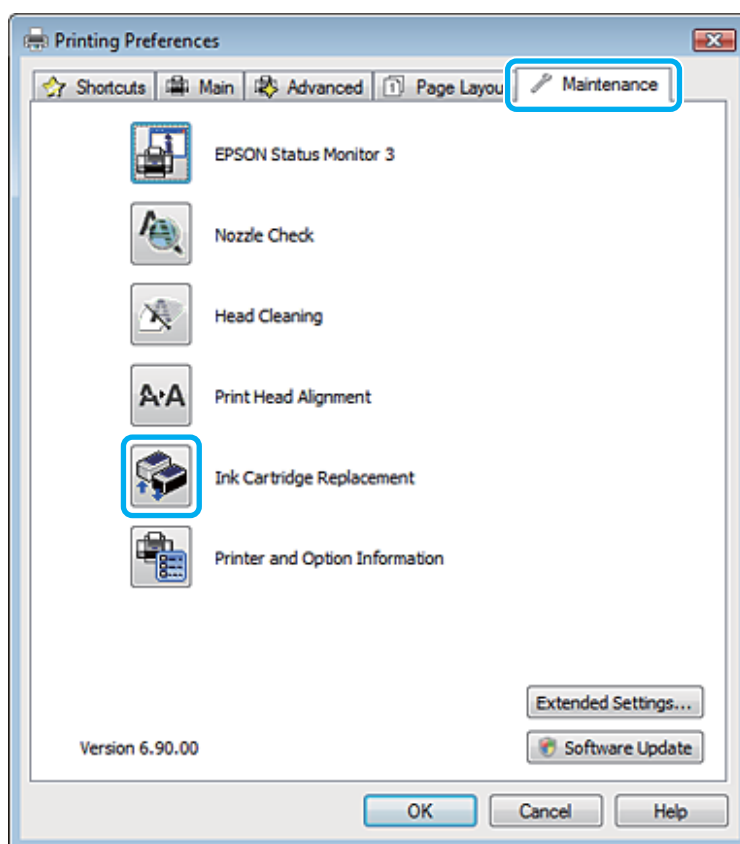 Printing Preferences
Shortcuts Main Advanced 1 Page Layou Maintenance
EPSON Status Monitor 3
Nozzle Check
Head Cleaning
A A Print Head Alignment
Ink Cartridge Replacement
Printer and Option Information
Extended Settings...
Version 6.90.00 Software Update
OK Cancel Help